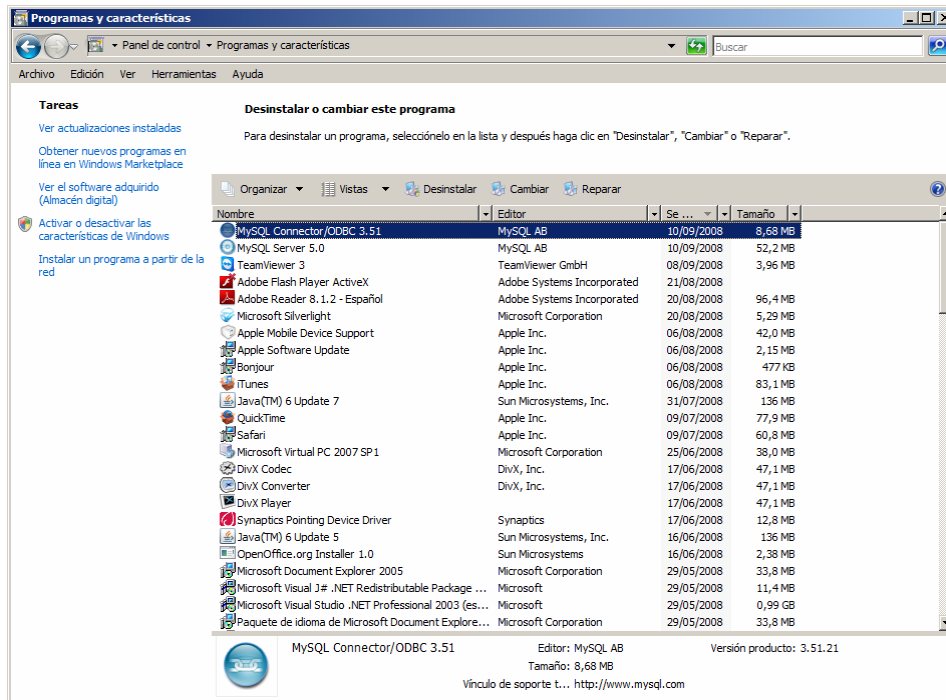 Programas y características
Panel de control Programas y características Buscar
Archivo Edición Ver Herramientas Ayuda
Tareas
Ver actualizaciones instaladas
Obtener nuevos programas en
línea en Windows Marketplace
Ver el software adquirido
(Almacén digital)
Activar o desactivar las
características de Windows
Instalar un programa a partir de la
red
Desinstalar o cambiar este programa
Para desinstalar un programa, selecciónelo en la lista y después haga clic en "Desinstalar", "Cambiar" o "Reparar".
Organizar Vistas Desinstalar Cambiar Reparar
Nombre Editor Se ... Tamaño
MySQL Connector/ODBC 3.51 MySQL AB 10/09/2008 8,68 MB
MySQL Server 5.0 MySQL AB 10/09/2008 52,2 MB
TeamViewer 3 TeamViewer GmbH 08/09/2008 3,96 MB
Adobe Flash Player ActiveX Adobe Systems Incorporated 21/08/2008
Adobe Reader 8.1.2 - Español Adobe Systems Incorporated 20/08/2008 96,4 MB
Microsoft Silverlight Microsoft Corporation 20/08/2008 5,29 MB
Apple Mobile Device Support Apple Inc. 06/08/2008 42,0 MB
Apple Software Update Apple Inc. 06/08/2008 2,15 MB
Bonjour Apple Inc. 06/08/2008 477 KB
iTunes Apple Inc. 06/08/2008 83,1 MB
Java(TM) 6 Update 7 Sun Microsystems, Inc. 31/07/2008 136 MB
QuickTime Apple Inc. 09/07/2008 77,9 MB
Safari Apple Inc. 09/07/2008 60,8 MB
Microsoft Virtual PC 2007 SP1 Microsoft Corporation 25/06/2008 38,0 MB
DivX Codec DivX, Inc. 17/06/2008 47,1 MB
DivX Converter DivX, Inc. 17/06/2008 47,1 MB
DivX Player 17/06/2008 47,1 MB
Synaptics Pointing Device Driver Synaptics 17/06/2008 12,8 MB
Java(TM) 6 Update 5 Sun Microsystems, Inc. 16/06/2008 136 MB
OpenOffice.org Installer 1.0 Sun Microsystems 16/06/2008 2,38 MB
Microsoft Document Explorer 2005 Microsoft Corporation 29/05/2008 33,8 MB
Microsoft Visual J# .NET Redistributable Package ... Microsoft 29/05/2008 11,4 MB
Microsoft Visual Studio .NET Professional 2003 (es... Microsoft 29/05/2008 0,99 GB
Paquete de idioma de Microsoft Document Explore... Microsoft Corporation 29/05/2008 33,8 MB
MySQL Connector/ODBC 3.51 Editor: MySQL AB Versión producto: 3.51.21
Tamaño: 8,68 MB
Vínculo de soporte t... http://www.mysql.com